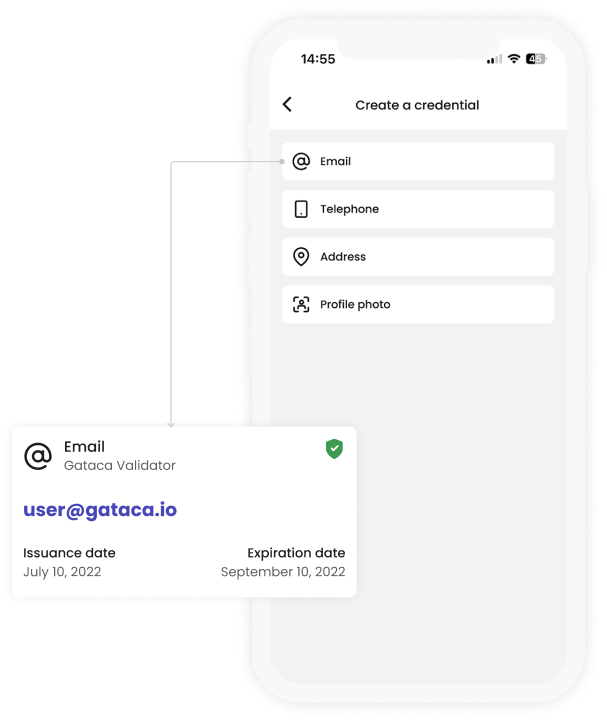 14:55
45
Create a credential
Email
Telephone
Address
Profile photo
Email
Gataca Validator
user@gataca.io
Issuance date
Expiration date
July 10, 2022
September 10, 2022